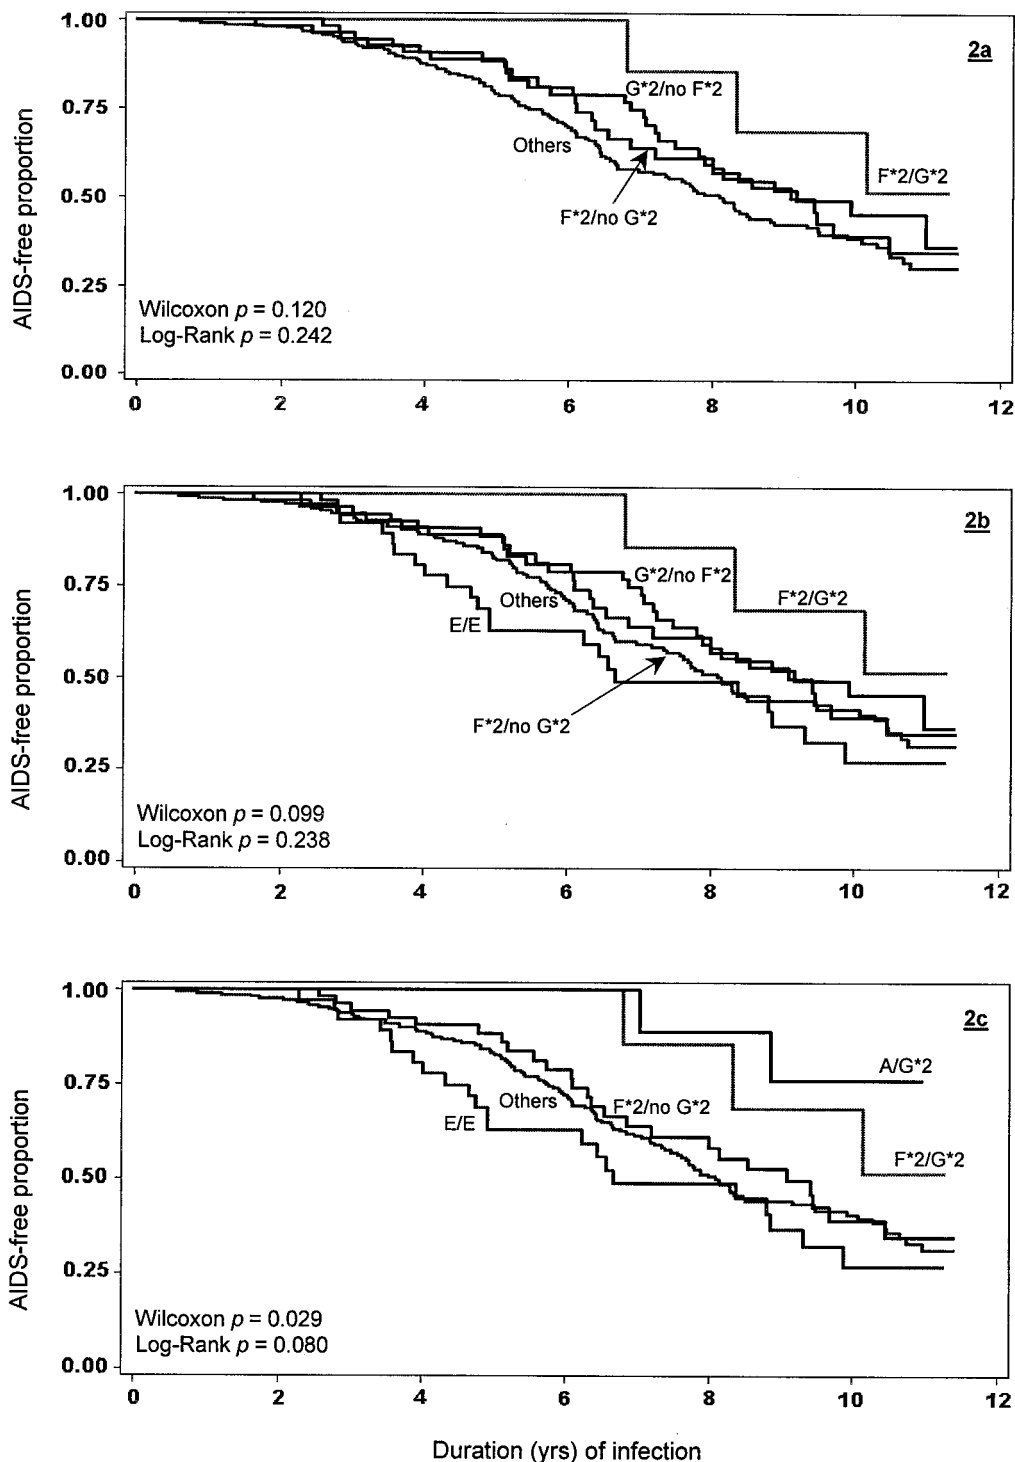 2a
AIDS-free proportion
1.00
0.75
0.50
0.25
0.00
G*2/no F*2
Others
F*2/G*2
F*2/no G*2
Wilcoxon p = 0.120
Log-Rank p = 0.242
0 2 4 6 8 10 12
2b
AIDS-free proportion
1.00
0.75
0.50
0.25
0.00
G*2/no F*2
Others
F*2/G*2
E/E
F*2/no G*2
Wilcoxon p = 0.099
Log-Rank p = 0.238
0 2 4 6 8 10 12
2c
AIDS-free proportion
1.00
0.75
0.50
0.25
0.00
A/G*2
Others
F*2/no G*2
E/E
F*2/G*2
Wilcoxon p = 0.029
Log-Rank p = 0.080
0 2 4 6 8 10 12
Duration (yrs) of infection